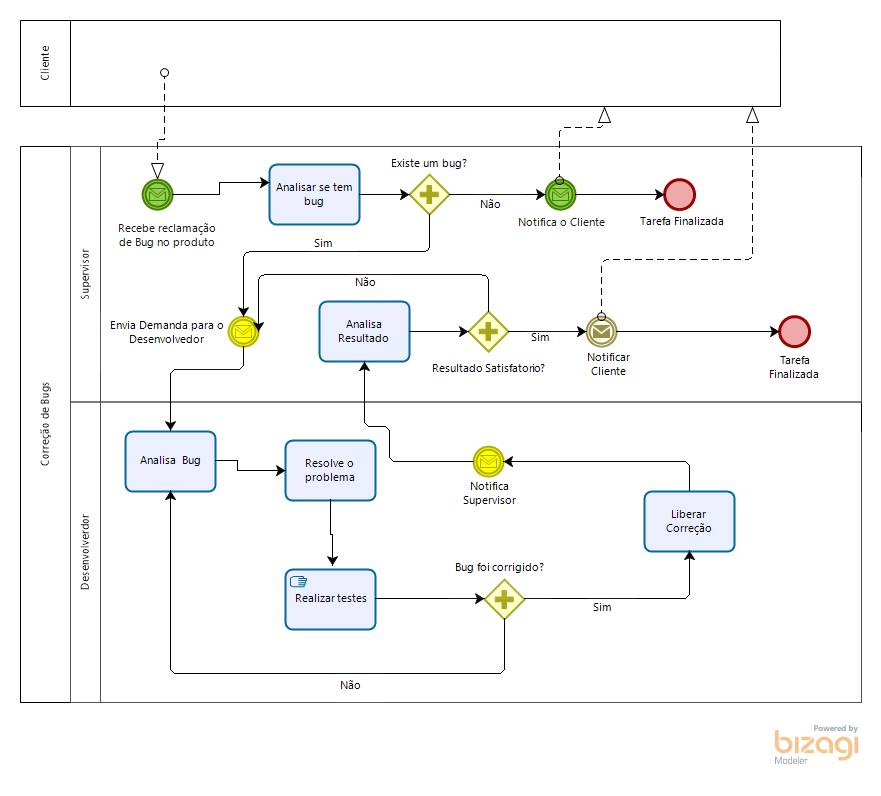 Cliente
Correção de Bugs
Supervisor
Existe um bug?
Analisar se tem
bug
Não
Recebe reclamação
de Bug no produto
Notifica o Cliente
Tarefa Finalizada
Sim
Não
Envia Demanda para o
Desenvolvedor
Analisa
Resultado
Sim
Resultado Satisfatorio?
Notificar
Cliente
Tarefa
Finalizada
Desenvolverdor
Analisa Bug
Resolve o
problema
Notifica
Supervisor
Liberar
Correção
Bug foi corrigido?
Realizar testes
Sim
Não
Powered by
bizagi
Modeler